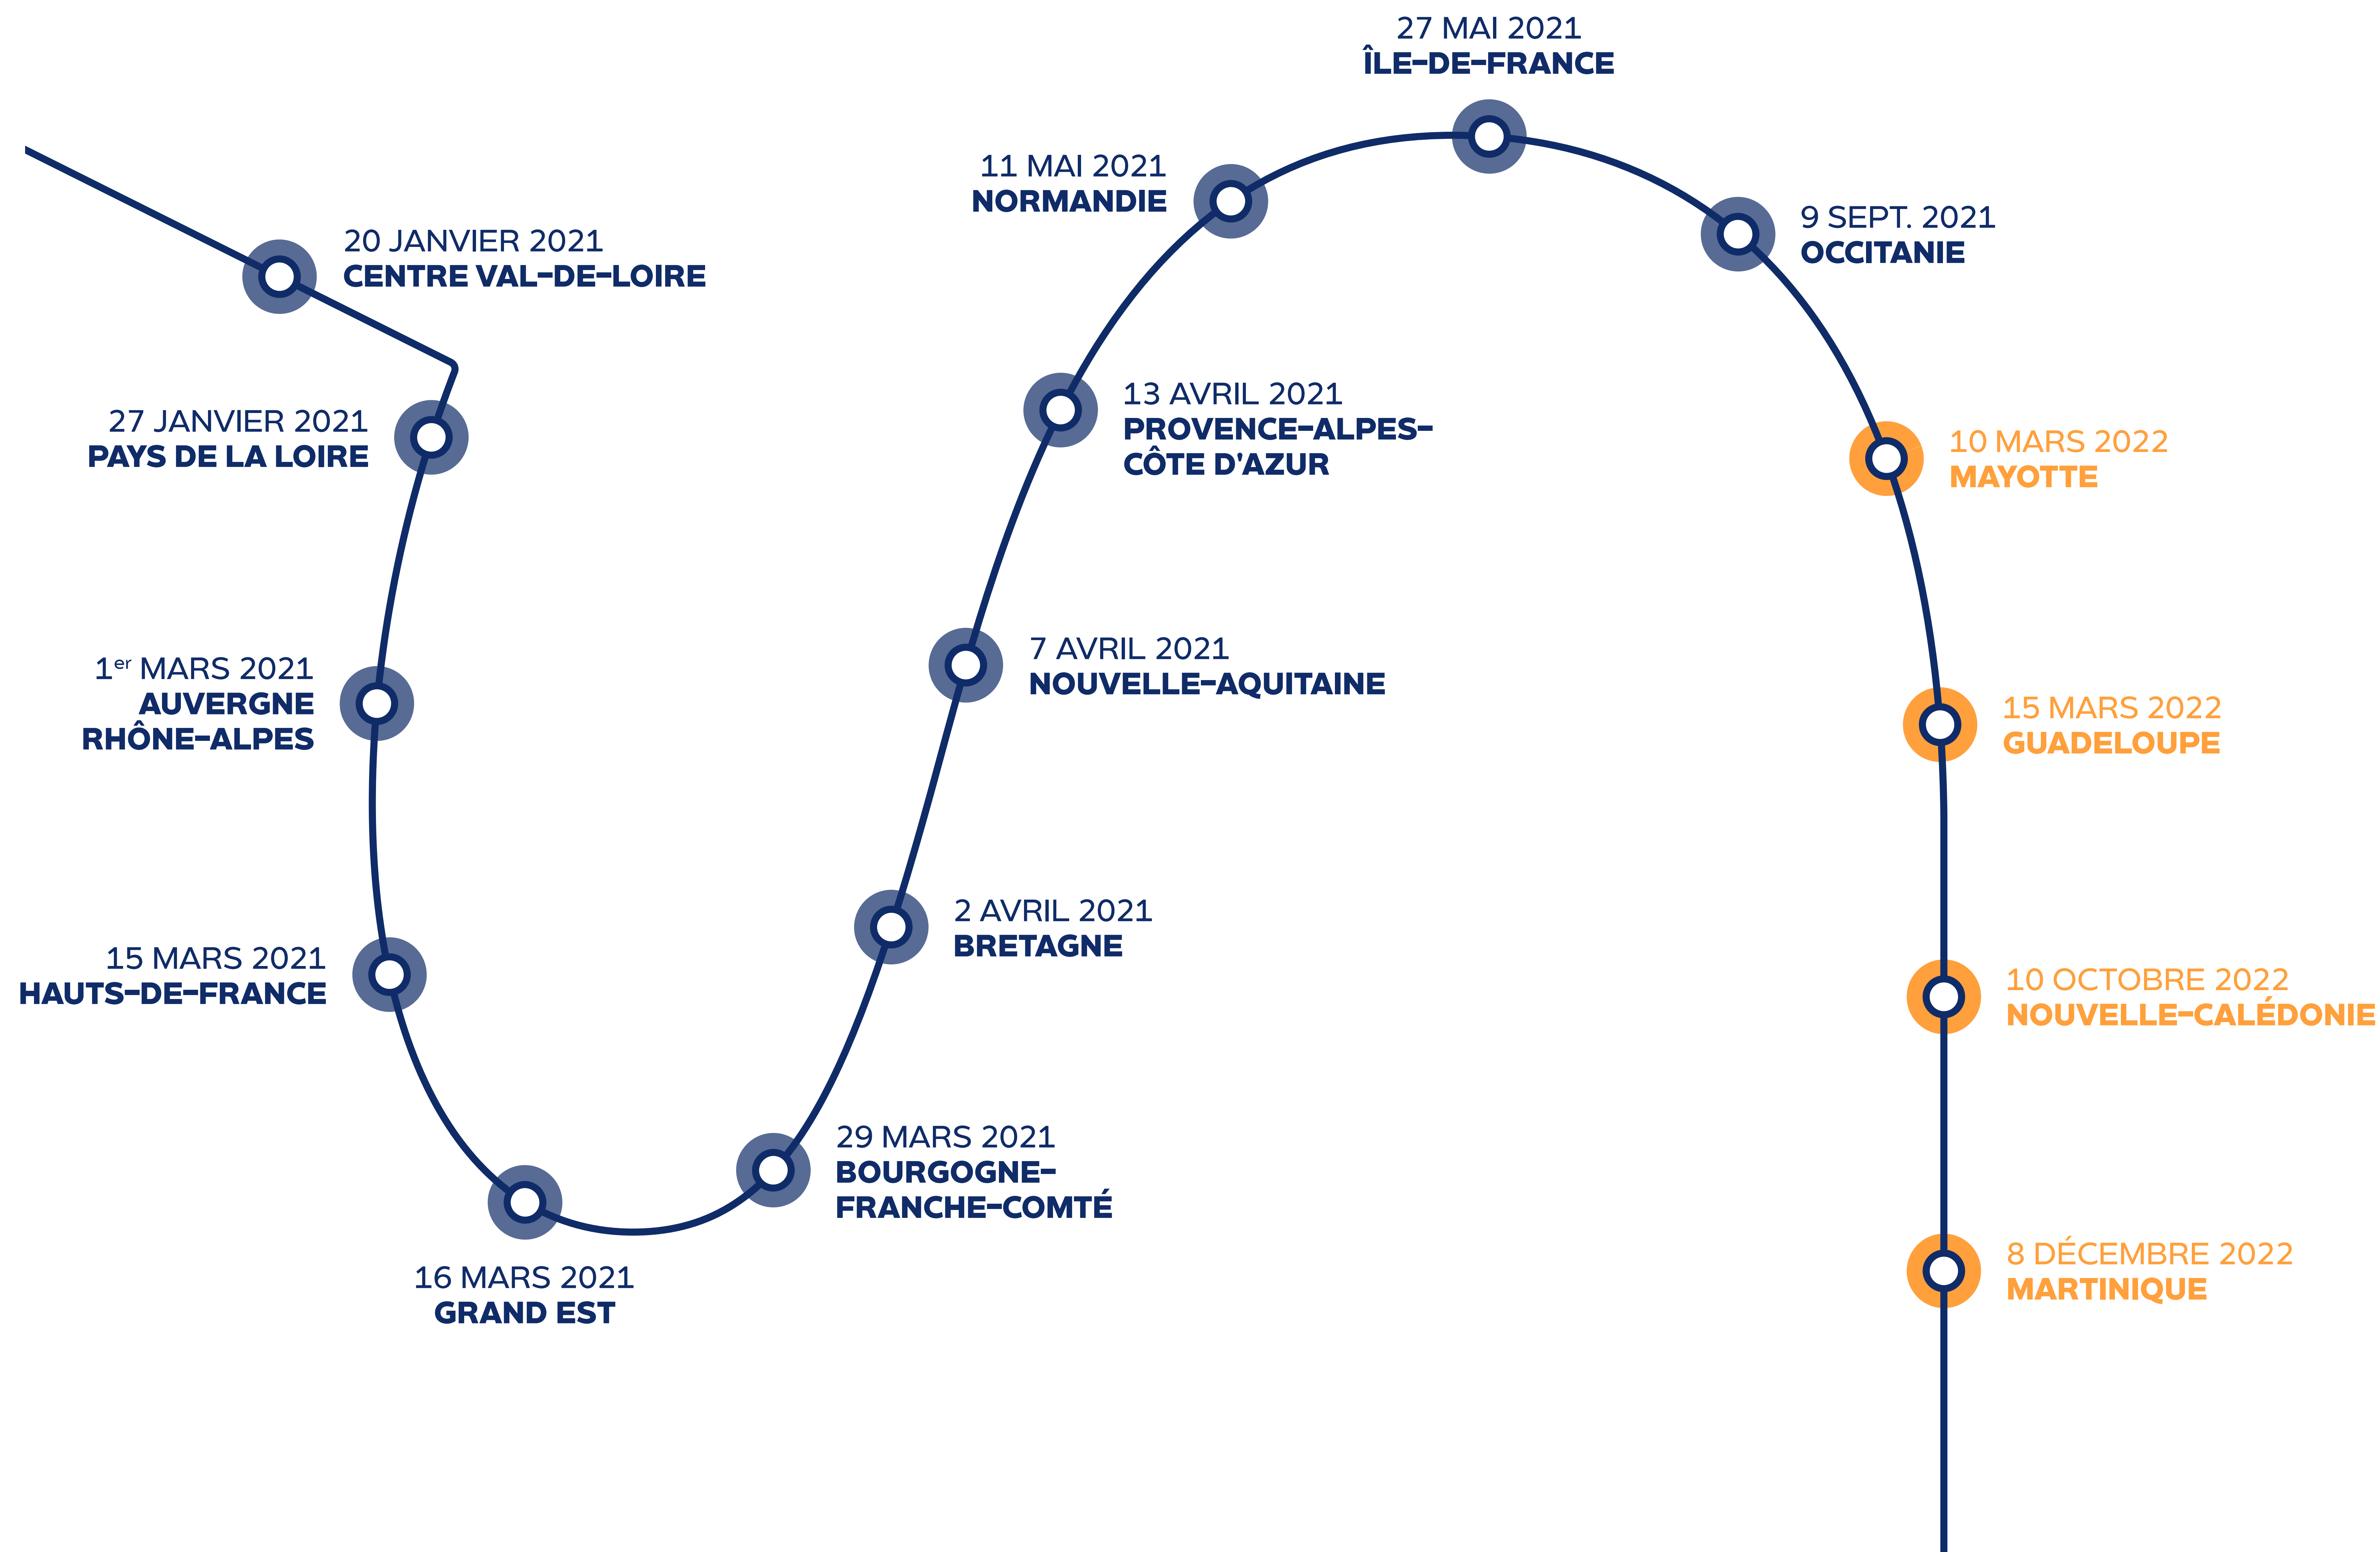 20 JANVIER 2021
CENTRE VAL-DE-LOIRE
27 JANVIER 2021
PAYS DE LA LOIRE
1er MARS 2021
AUVERGNE
RHÔNE-ALPES
15 MARS 2021
HAUTS-DE-FRANCE
16 MARS 2021
GRAND EST
29 MARS 2021
BOURGOGNE-
FRANCHE-COMTÉ
2 AVRIL 2021
BRETAGNE
7 AVRIL 2021
NOUVELLE-AQUITAINE
13 AVRIL 2021
PROVENCE-ALPES-
CÔTE D'AZUR
11 MAI 2021
NORMANDIE
27 MAI 2021
ÎLE-DE-FRANCE
9 SEPT. 2021
OCCITANIE
10 MARS 2022
MAYOTTE
15 MARS 2022
GUADELOUPE
10 OCTOBRE 2022
NOUVELLE-CALÉDONIE
8 DÉCEMBRE 2022
MARTINIQUE